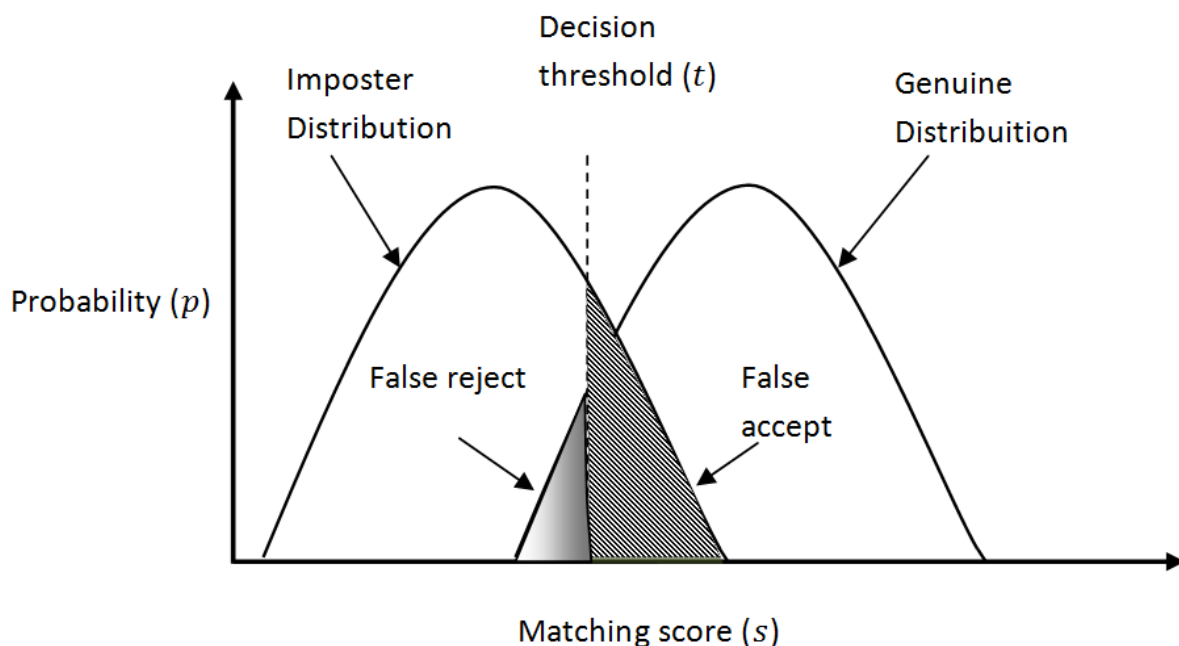 Decision
threshold (t)
Imposter
Distribution
Genuine
Distribuition
Probability (p)
False reject
False
accept
Matching score (s)